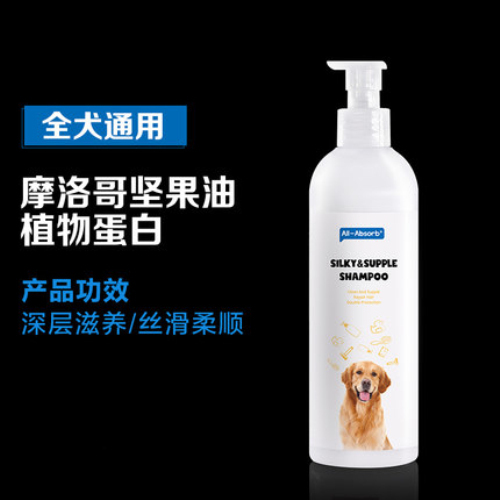 全犬通用
摩洛哥坚果油
植物蛋白
产品功效
深层滋养/丝滑柔顺
All-Absorb
SILKY&SUPPLE
SHAMPOO